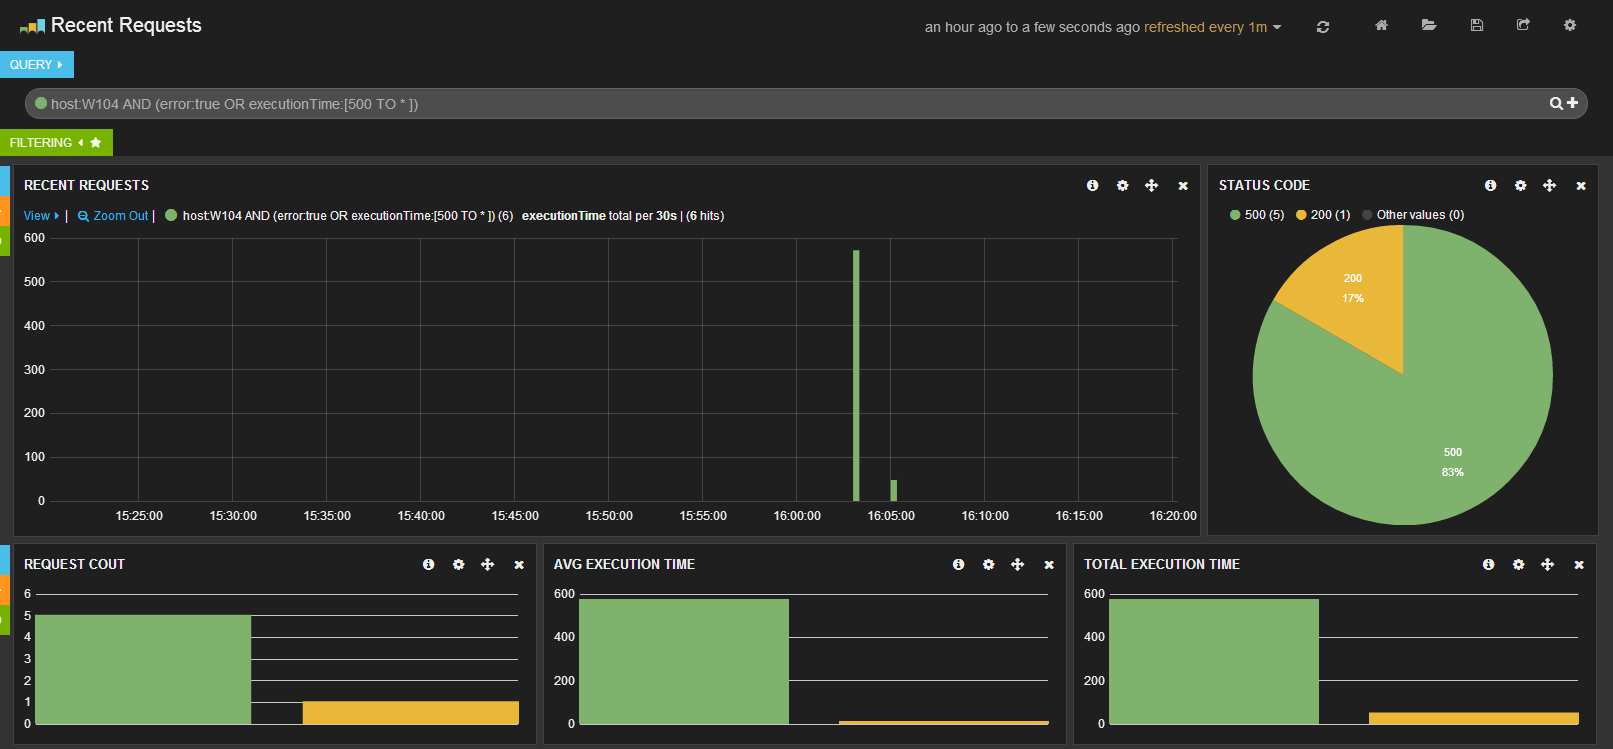 Recent Requests
an hour ago to a few seconds ago refreshed every 1m
QUERY
host:W104 AND (error:true OR executionTime:[500 TO * ])
FILTERING
RECENT REQUESTS
View | Zoom Out | host:W104 AND (error:true OR executionTime:[500 TO * ]) (6) executionTime total per 30s | (6 hits)
600
500
400
300
200
100
0
15:25:00 15:30:00 15:35:00 15:40:00 15:45:00 15:50:00 15:55:00 16:00:00 16:05:00 16:10:00 16:15:00 16:20:00
STATUS CODE
500 (5) 200 (1) Other values (0)
200
17%
500
83%
REQUEST COUT
6
5
4
3
2
1
0
AVG EXECUTION TIME
600
400
200
0
TOTAL EXECUTION TIME
600
400
200
0